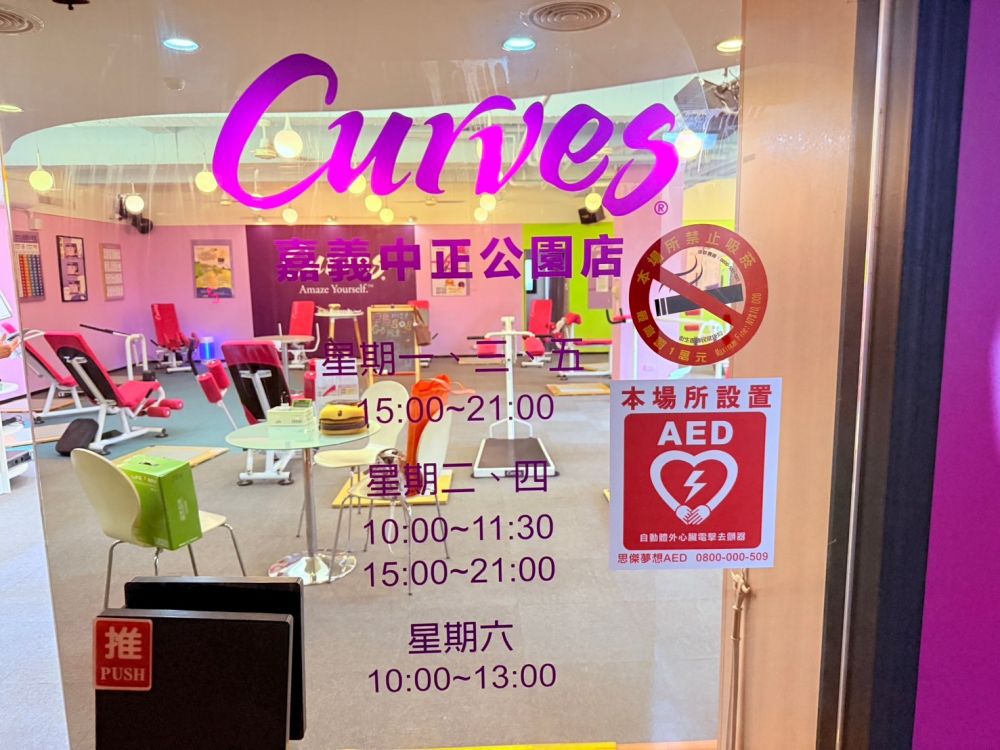 Curves®
嘉義中正公園店
Amaze Yourself.™
星期一、三、五
15:00~21:00
星期二、四
10:00~11:30
15:00~21:00
星期六
10:00~13:00
本場所禁止吸菸
本場所設置
AED
自動體外心臟電擊去顫器
思傑夢想AED 0800-000-509
推
PUSH